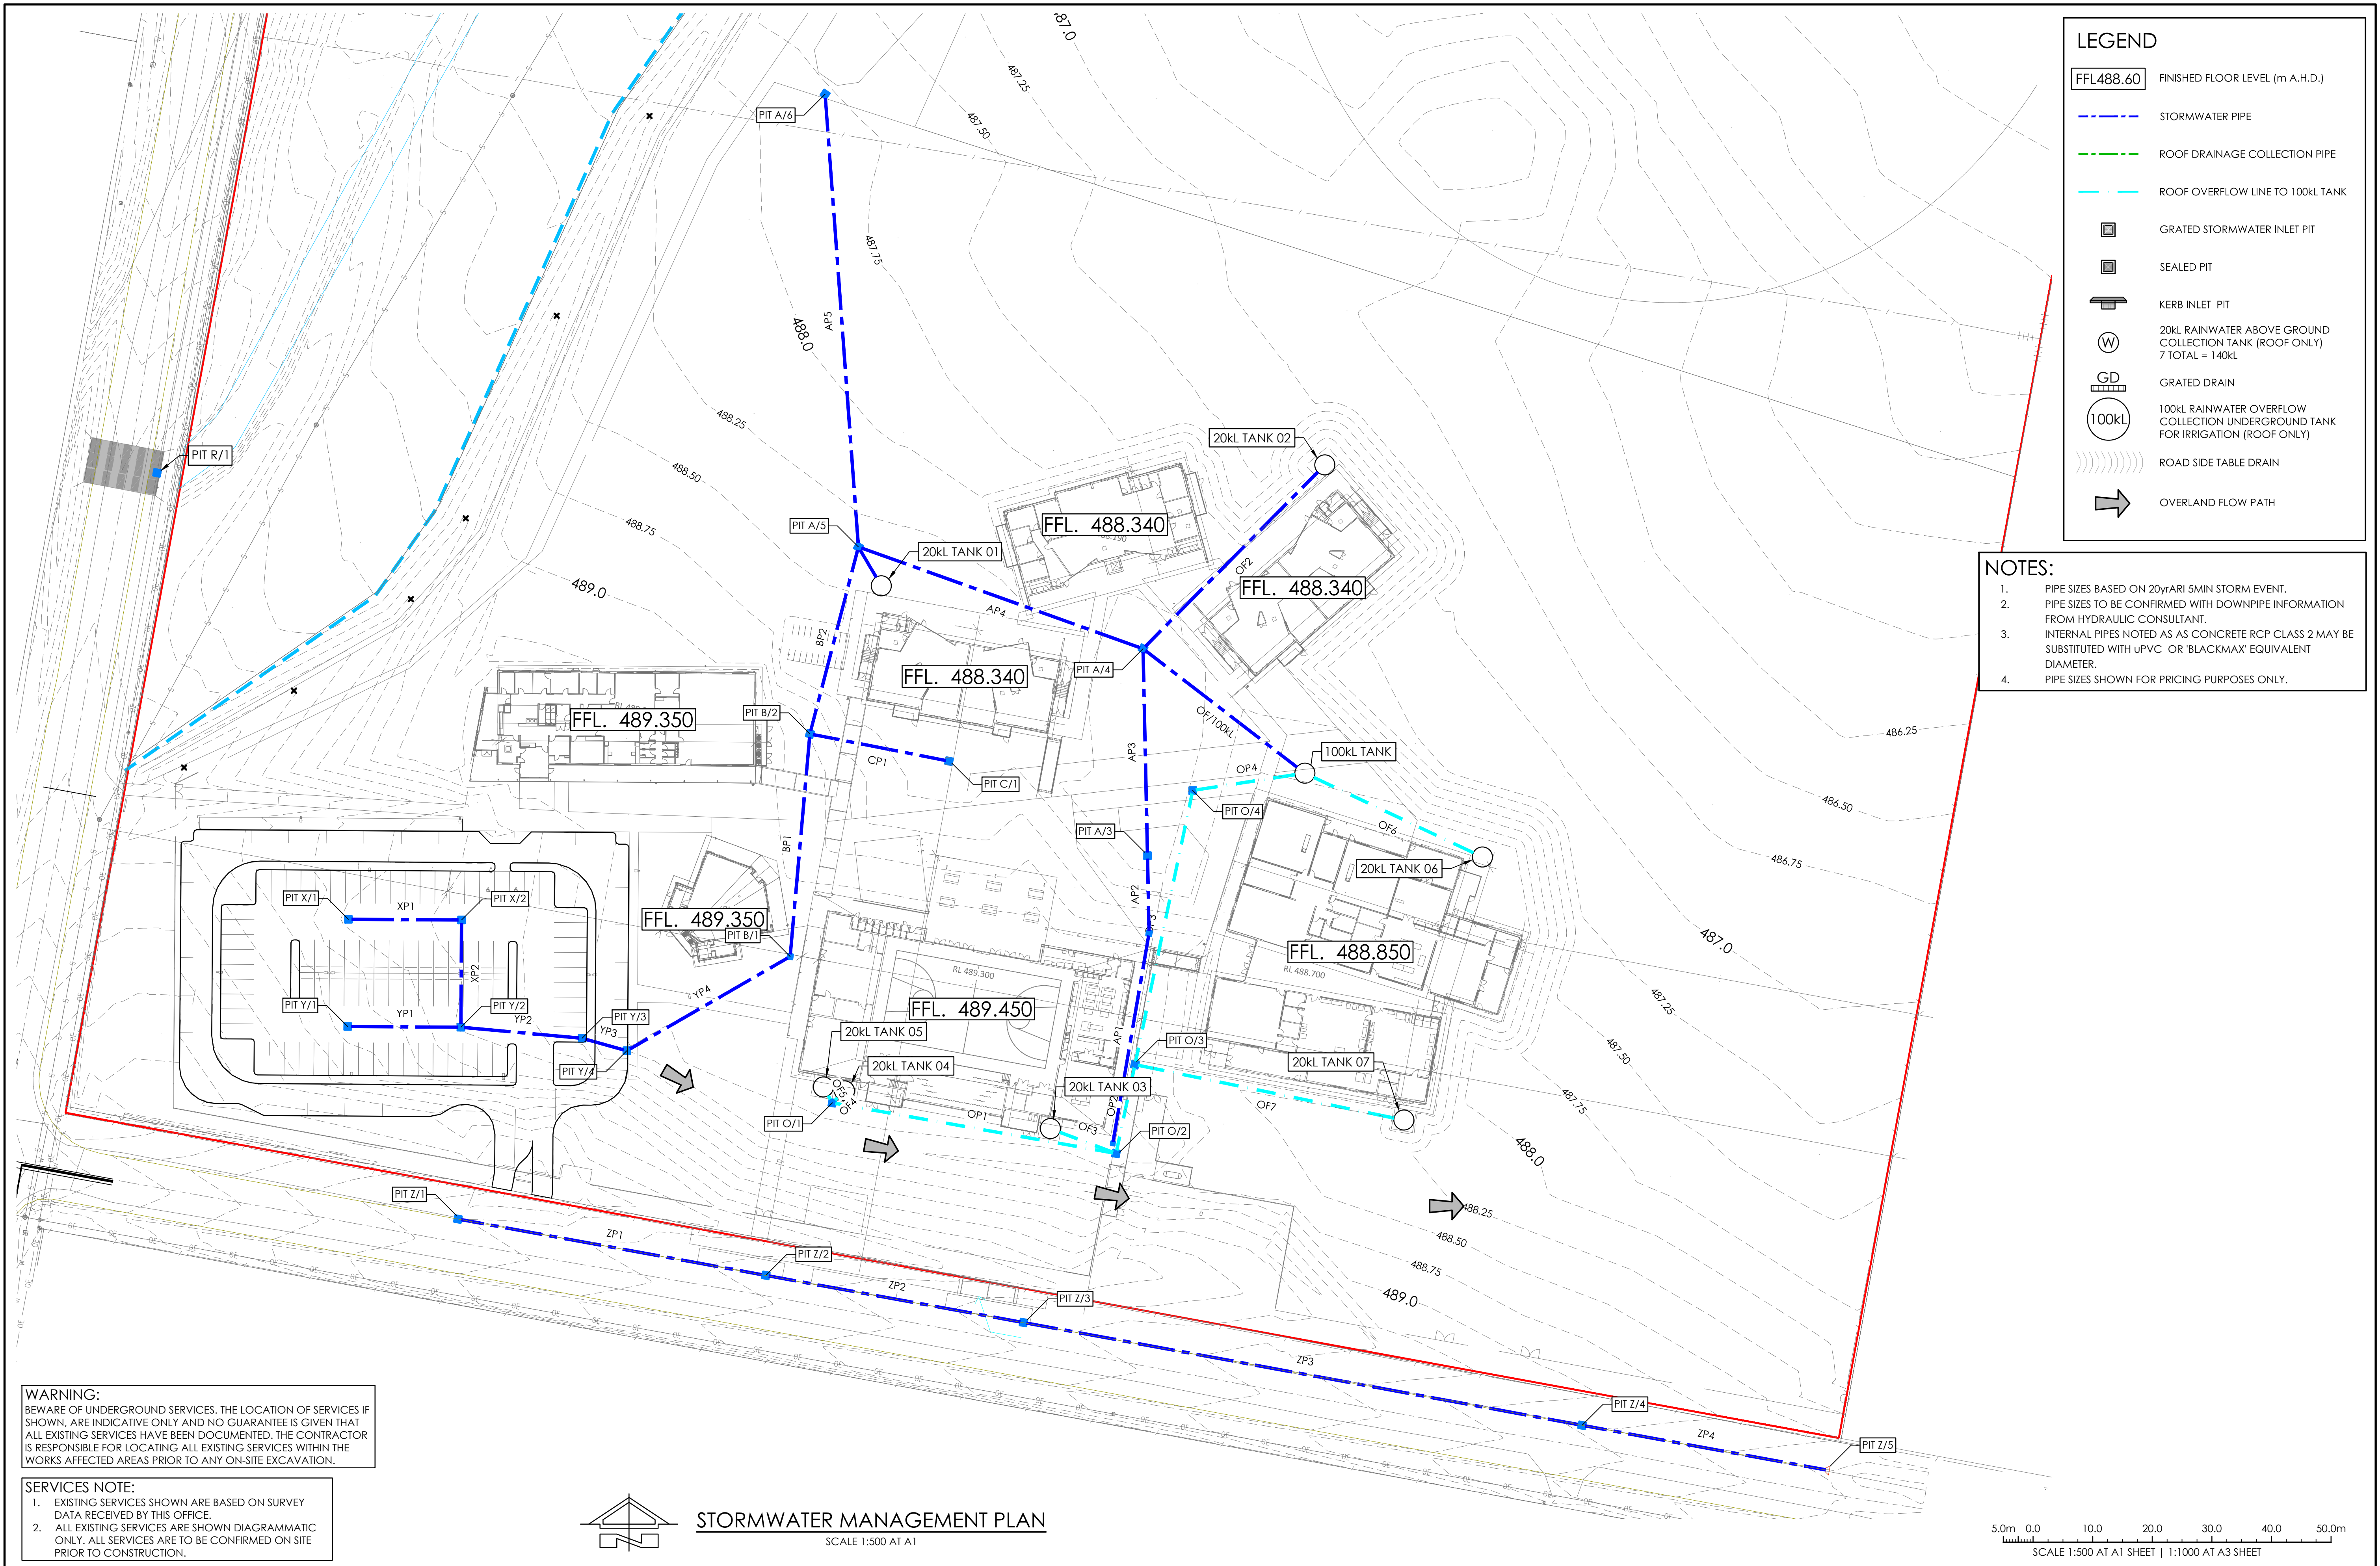 LEGEND
FFL488.60 FINISHED FLOOR LEVEL (m A.H.D.)
STORMWATER PIPE
ROOF DRAINAGE COLLECTION PIPE
ROOF OVERFLOW LINE TO 100kL TANK
GRATED STORMWATER INLET PIT
SEALED PIT
KERB INLET PIT
W 20kL RAINWATER ABOVE GROUND
COLLECTION TANK (ROOF ONLY)
7 TOTAL = 140kL
GD GRATED DRAIN
100kL 100kL RAINWATER OVERFLOW
COLLECTION UNDERGROUND TANK
FOR IRRIGATION (ROOF ONLY)
ROAD SIDE TABLE DRAIN
OVERLAND FLOW PATH
NOTES:
1. PIPE SIZES BASED ON 20yrARI 5MIN STORM EVENT.
2. PIPE SIZES TO BE CONFIRMED WITH DOWNPIPE INFORMATION
FROM HYDRAULIC CONSULTANT.
3. INTERNAL PIPES NOTED AS AS CONCRETE RCP CLASS 2 MAY BE
SUBSTITUTED WITH uPVC OR 'BLACKMAX' EQUIVALENT
DIAMETER.
4. PIPE SIZES SHOWN FOR PRICING PURPOSES ONLY.
487.25
487.50
PIT A/6
487.75
AP5
488.0
488.25
PIT R/1
488.50
488.75
489.0
20kL TANK 02
PIT A/5
20kL TANK 01
FFL. 488.340
OF2
FFL. 488.340
AP4
BP2
FFL. 488.340
PIT A/4
FFL. 489.350
PIT B/2
CP1
PIT C/1
OF/100kL
AP3
100kL TANK
OP4
PIT O/4
PIT A/3
OF6
20kL TANK 06
486.25
486.50
486.75
487.0
487.25
487.50
487.75
488.0
488.25
488.50
488.75
489.0
BP1
AP2
FFL. 489.350
PIT B/1
PIT X/1
XP1
PIT X/2
XP2
PIT Y/1
YP1
PIT Y/2
YP2
PIT Y/3
YP3
PIT Y/4
YP4
RL 489.300
FFL. 489.450
FFL. 488.850
RL 488.700
20kL TANK 05
20kL TANK 04
20kL TANK 03
OF5
OF4
PIT O/1
OP1
OF3
OP2
AP1
PIT O/3
PIT O/2
20kL TANK 07
OF7
PIT Z/1
ZP1
PIT Z/2
ZP2
PIT Z/3
ZP3
PIT Z/4
ZP4
PIT Z/5
WARNING:
BEWARE OF UNDERGROUND SERVICES. THE LOCATION OF SERVICES IF
SHOWN, ARE INDICATIVE ONLY AND NO GUARANTEE IS GIVEN THAT
ALL EXISTING SERVICES HAVE BEEN DOCUMENTED. THE CONTRACTOR
IS RESPONSIBLE FOR LOCATING ALL EXISTING SERVICES WITHIN THE
WORKS AFFECTED AREAS PRIOR TO ANY ON-SITE EXCAVATION.
SERVICES NOTE:
1. EXISTING SERVICES SHOWN ARE BASED ON SURVEY
DATA RECEIVED BY THIS OFFICE.
2. ALL EXISTING SERVICES ARE SHOWN DIAGRAMMATIC
ONLY. ALL SERVICES ARE TO BE CONFIRMED ON SITE
PRIOR TO CONSTRUCTION.
STORMWATER MANAGEMENT PLAN
SCALE 1:500 AT A1
5.0m 0.0 10.0 20.0 30.0 40.0 50.0m
SCALE 1:500 AT A1 SHEET | 1:1000 AT A3 SHEET